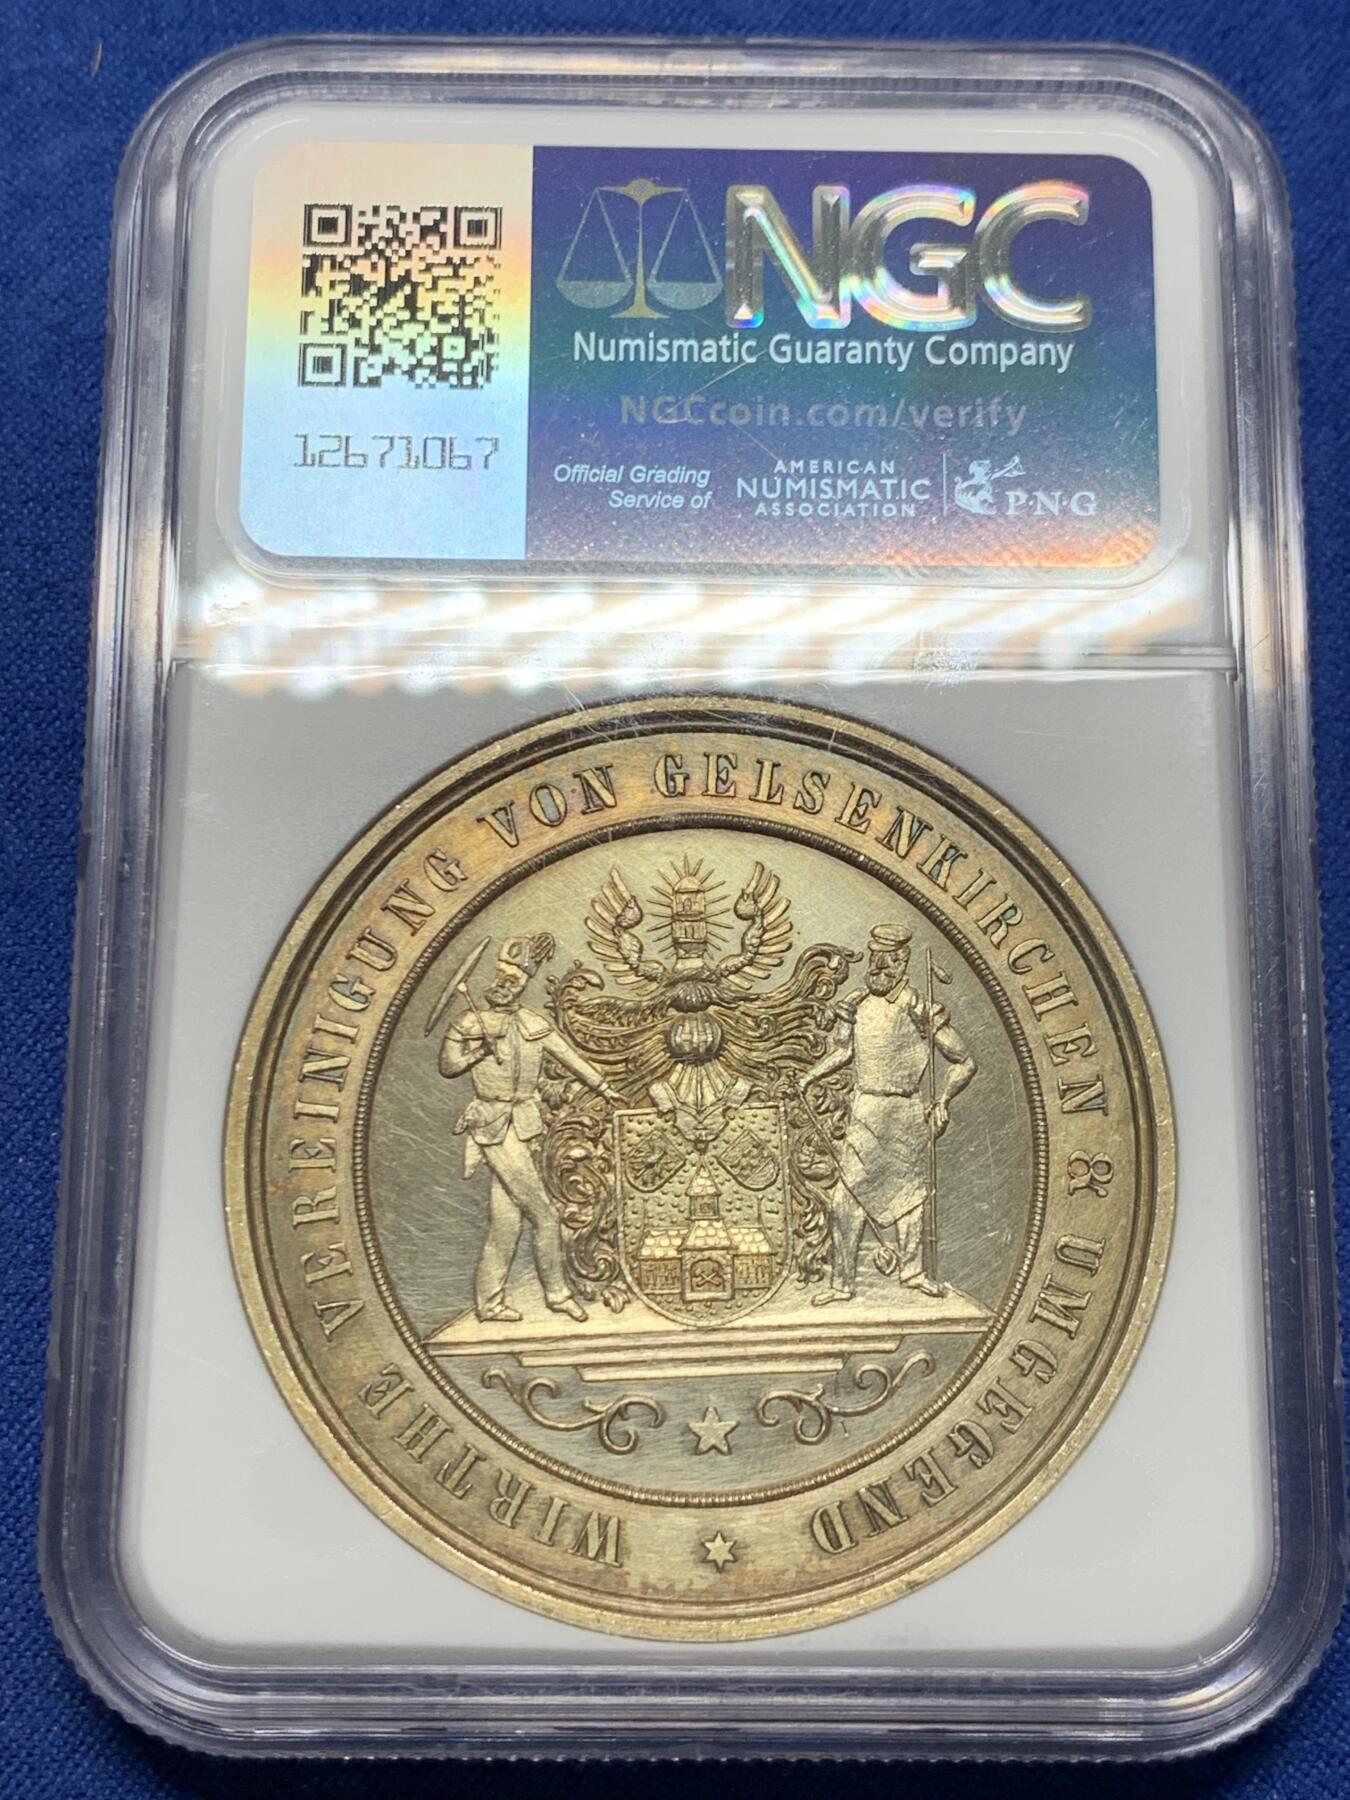 NGC
Numismatic Guaranty Company
NGCcoin.com/verify
12671067
Official Grading
Service of
AMERICAN
NUMISMATIC
ASSOCIATION
P·N·G
WIRTHE VEREINIGUNG VON GELSENKIRCHEN & UMGEGEND